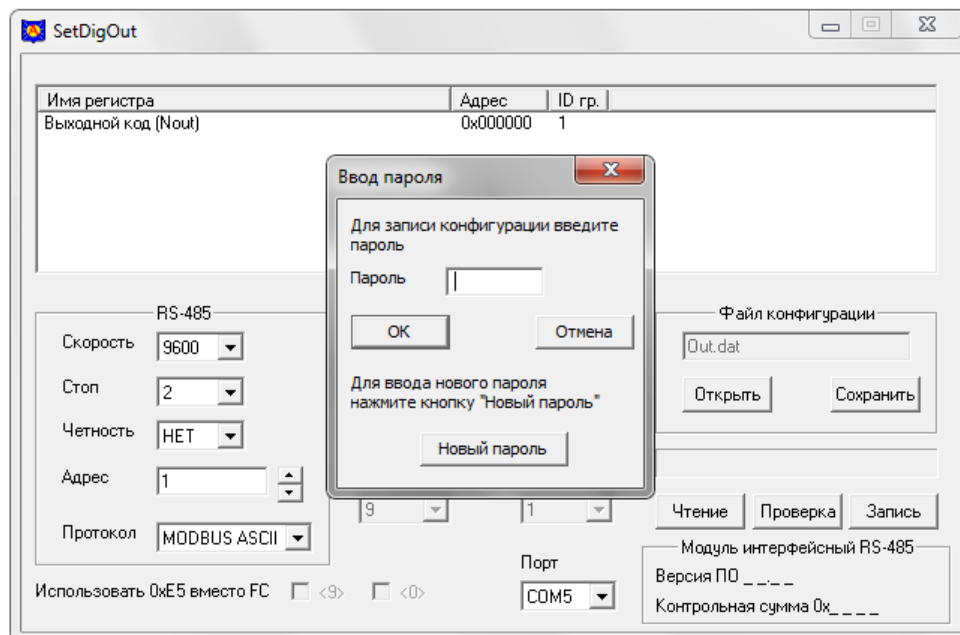 SetDigOut
Имя регистра Адрес ID гр.
Выходной код (Nout) 0x000000 1
Ввод пароля
Для записи конфигурации введите
пароль
Пароль
OK Отмена
Для ввода нового пароля
нажмите кнопку "Новый пароль"
Новый пароль
RS-485
Скорость 9600
Стоп 2
Четность НЕТ
Адрес 1
Протокол MODBUS ASCII
Файл конфигурации
Out.dat
Открыть Сохранить
9 1
Чтение Проверка Запись
Использовать 0xE5 вместо FC <9> <0>
Порт
COM5
Модуль интерфейсный RS-485
Версия ПО _ _._ _
Контрольная сумма 0x_ _ _ _